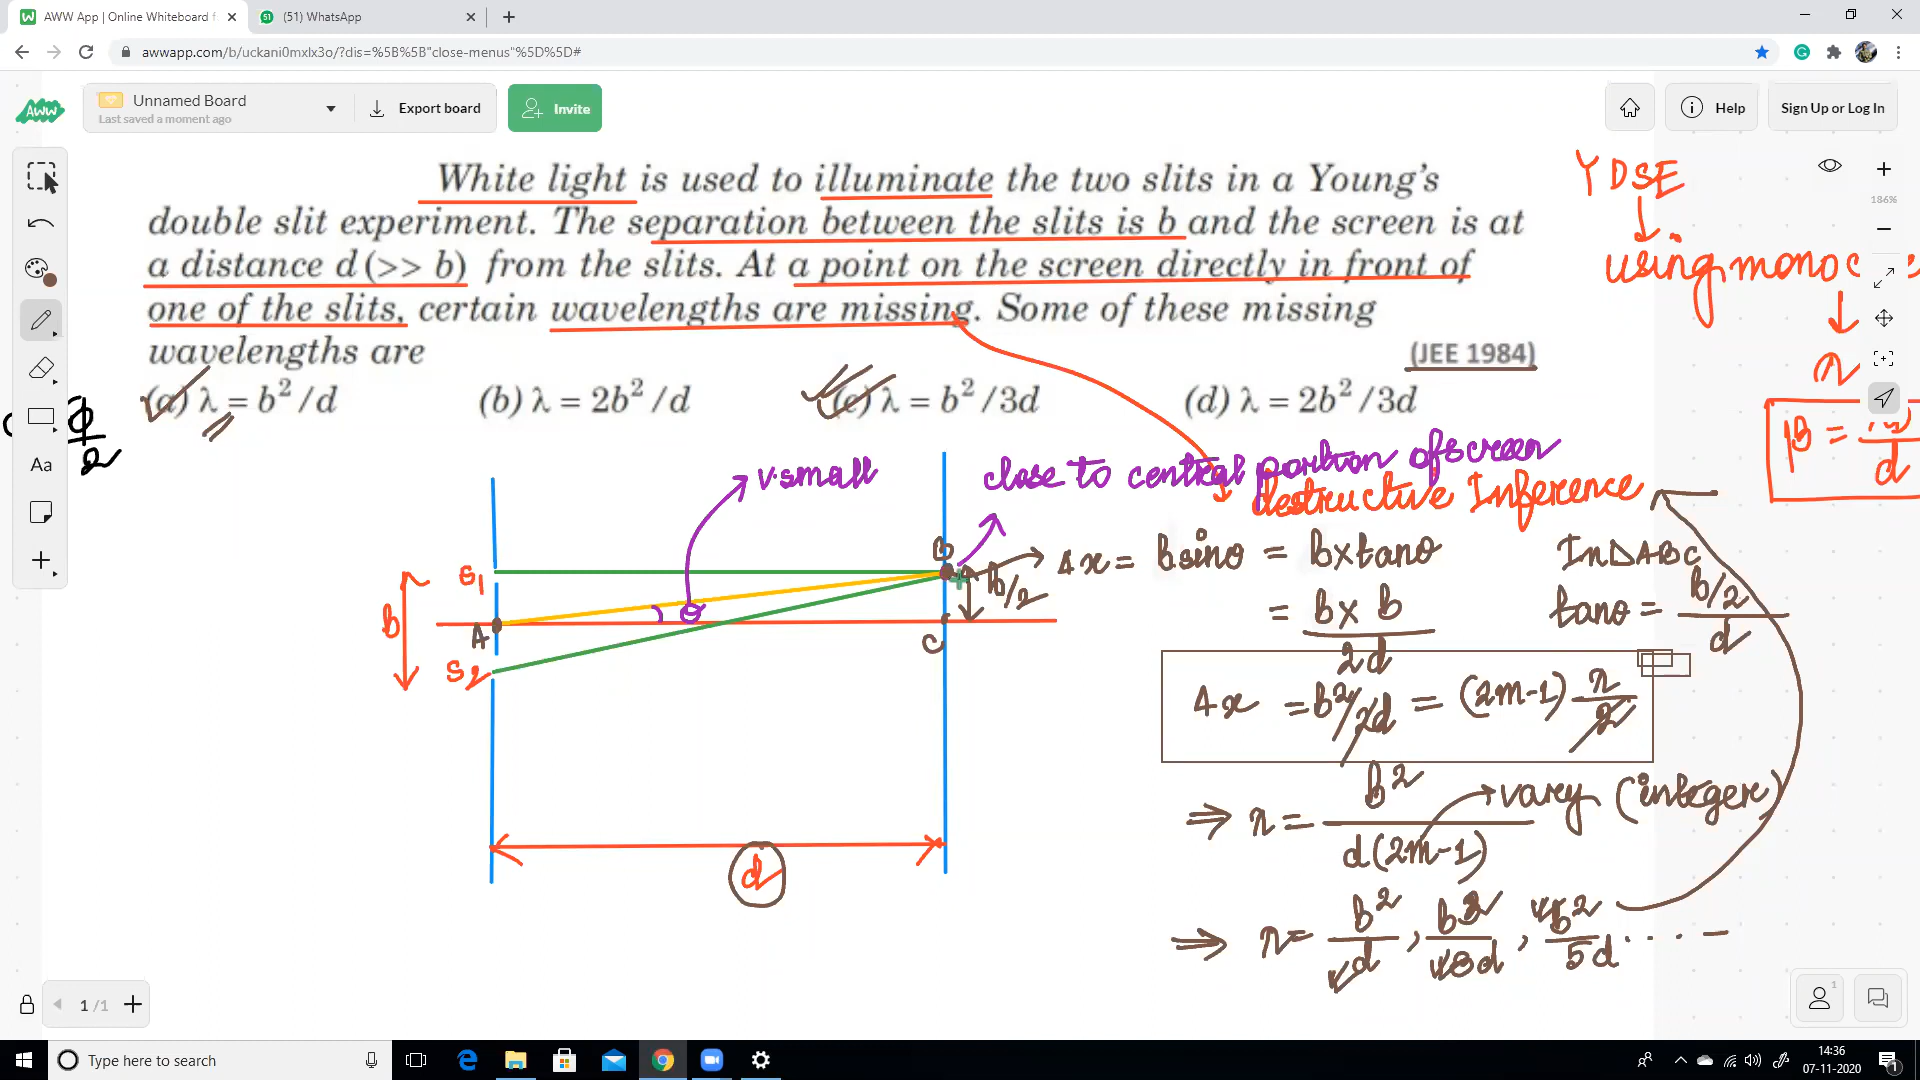 AWW App | Online Whiteboard f
(51) WhatsApp
awwapp.com/b/uckani0mxlx3o/?dis=%5B%5B"close-menus"%5D%5D#
AWW
Unnamed Board
Last saved a moment ago
Export board
Invite
Help
Sign Up or Log In
White light is used to illuminate the two slits in a Young's
double slit experiment. The separation between the slits is b and the screen is at
a distance d (>> b) from the slits. At a point on the screen directly in front of
one of the slits, certain wavelengths are missing. Some of these missing
wavelengths are
(JEE 1984)
(a) λ = b²/d (b) λ = 2b²/d (c) λ = b²/3d (d) λ = 2b²/3d
YDSE
using mono c
λ
β = λD/d
186%
ϕ/2
v.small
close to central portion of screen
destructive Inference
S1
S2
b
A
B
C
θ
b/2
d
Δx = b sinθ = b x tanθ
= b x b / 2d
In ΔABC
tanθ = b/2 / d
Δx = b²/2d = (2m-1) λ/2
⇒ λ = b² / d(2m-1)
vary (integer)
⇒ λ = b²/d , b²/3d , b²/5d .....
Aa
1 /1
1
Type here to search
14:36
07-11-2020
1